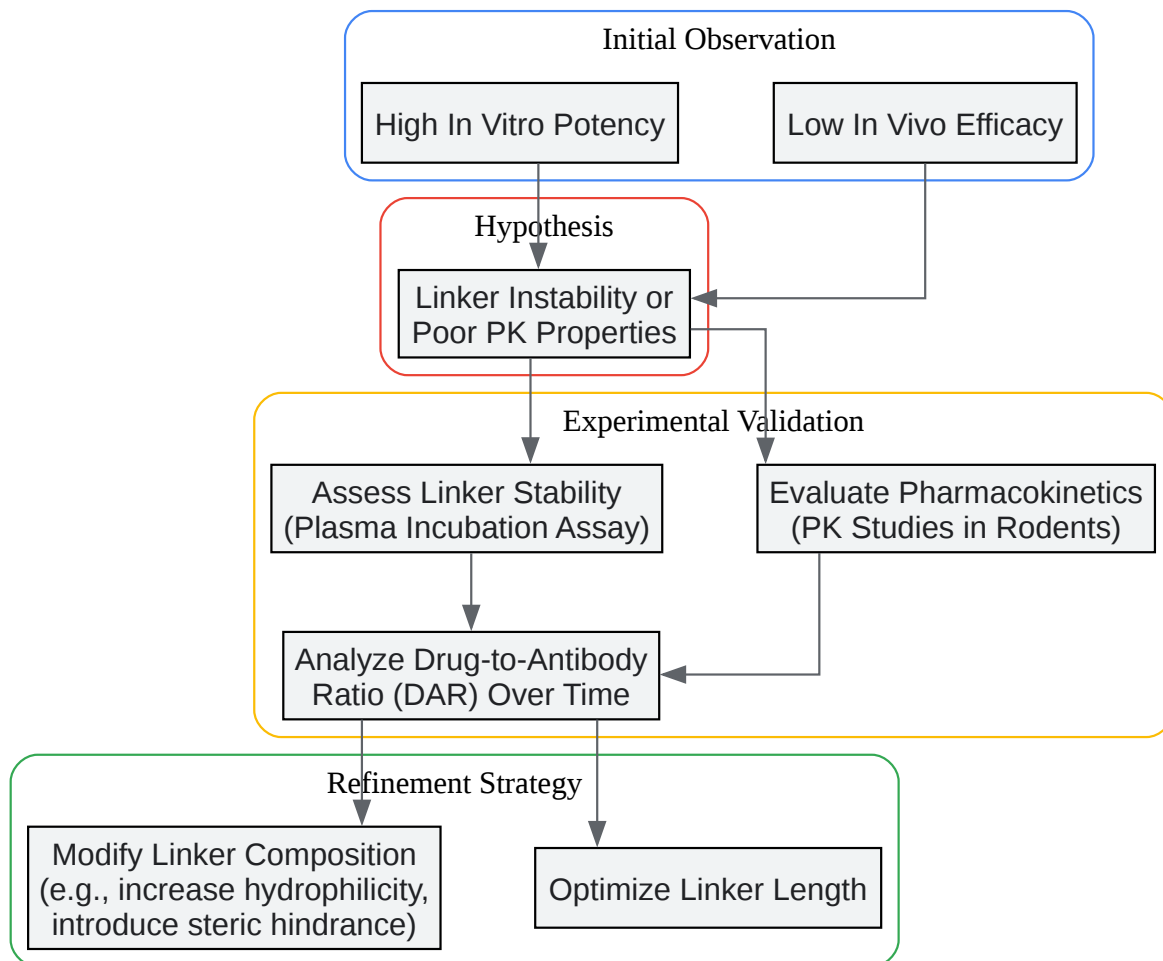 Initial Observation
High In Vitro Potency
Low In Vivo Efficacy
Hypothesis
Linker Instability or
Poor PK Properties
Experimental Validation
Assess Linker Stability
(Plasma Incubation Assay)
Evaluate Pharmacokinetics
(PK Studies in Rodents)
Analyze Drug-to-Antibody
Ratio (DAR) Over Time
Refinement Strategy
Modify Linker Composition
(e.g., increase hydrophilicity,
introduce steric hindrance)
Optimize Linker Length